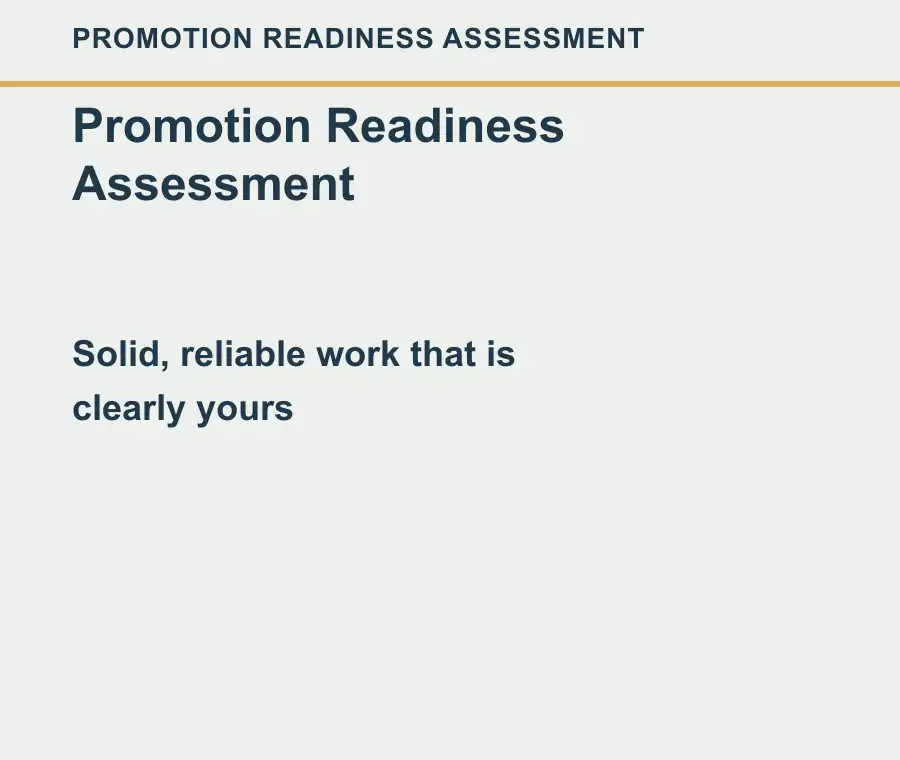 PROMOTION READINESS ASSESSMENT
Promotion Readiness
Assessment
Solid, reliable work that is
clearly yours